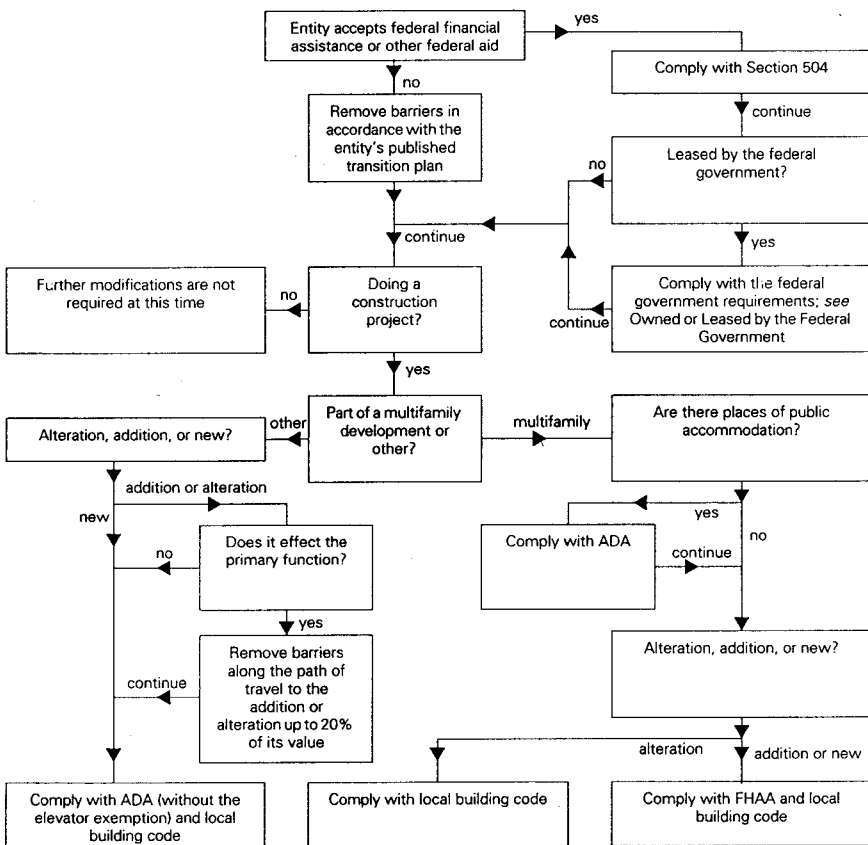 Entity accepts federal financial
assistance or other federal aid
yes
Comply with Section 504
no
continue
Remove barriers in
accordance with the
entity's published
transition plan
Leased by the federal
government?
no
continue
yes
Further modifications are not
required at this time
no
Doing a
construction
project?
Comply with the federal
government requirements; see
Owned or Leased by the Federal
Government
continue
yes
Alteration, addition, or new?
other
Part of a multifamily
development or
other?
multifamily
Are there places of public
accommodation?
addition or alteration
new
yes
Does it effect the
primary function?
no
Comply with ADA
continue
no
yes
Remove barriers
along the path of
travel to the
addition or
alteration up to 20%
of its value
continue
Alteration, addition, or new?
alteration
addition or new
Comply with ADA (without the
elevator exemption) and local
building code
Comply with local building code
Comply with FHAA and local
building code